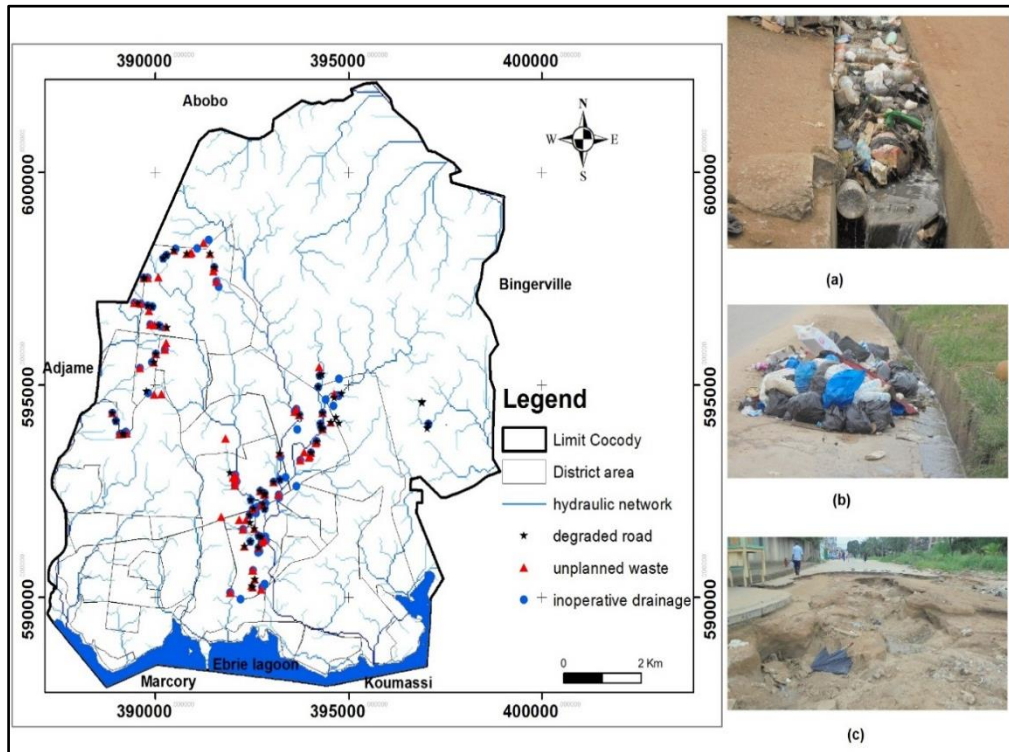 390000 395000 400000
Abobo
N
W E
S
600000 600000
(a)
Bingerville
Adjame
595000 595000
Legend
Limit Cocody
District area
hydraulic network
degraded road
unplanned waste
inoperative drainage
(b)
590000 590000
Ebrie lagoon
0 2 Km
Marcory Koumassi
390000 395000 400000
(c)